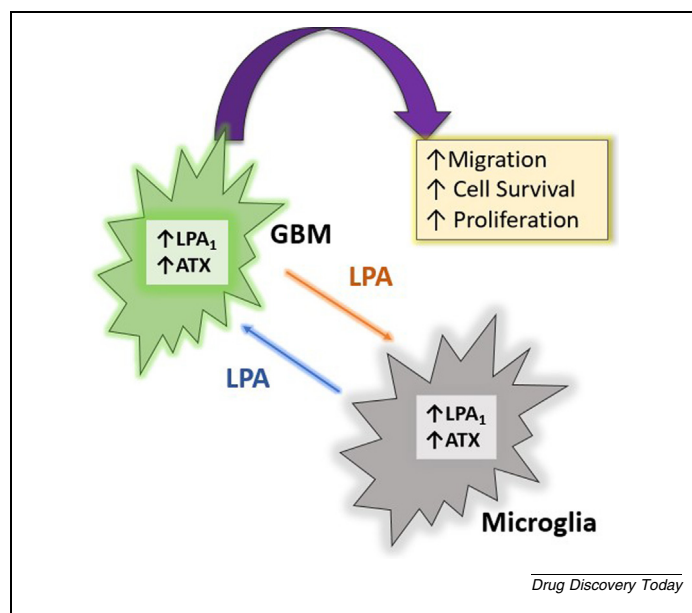 ↑Migration
↑ Cell Survival
↑ Proliferation
GBM
↑LPA₁
↑ATX
LPA
LPA
↑LPA₁
↑ATX
Microglia
Drug Discovery Today